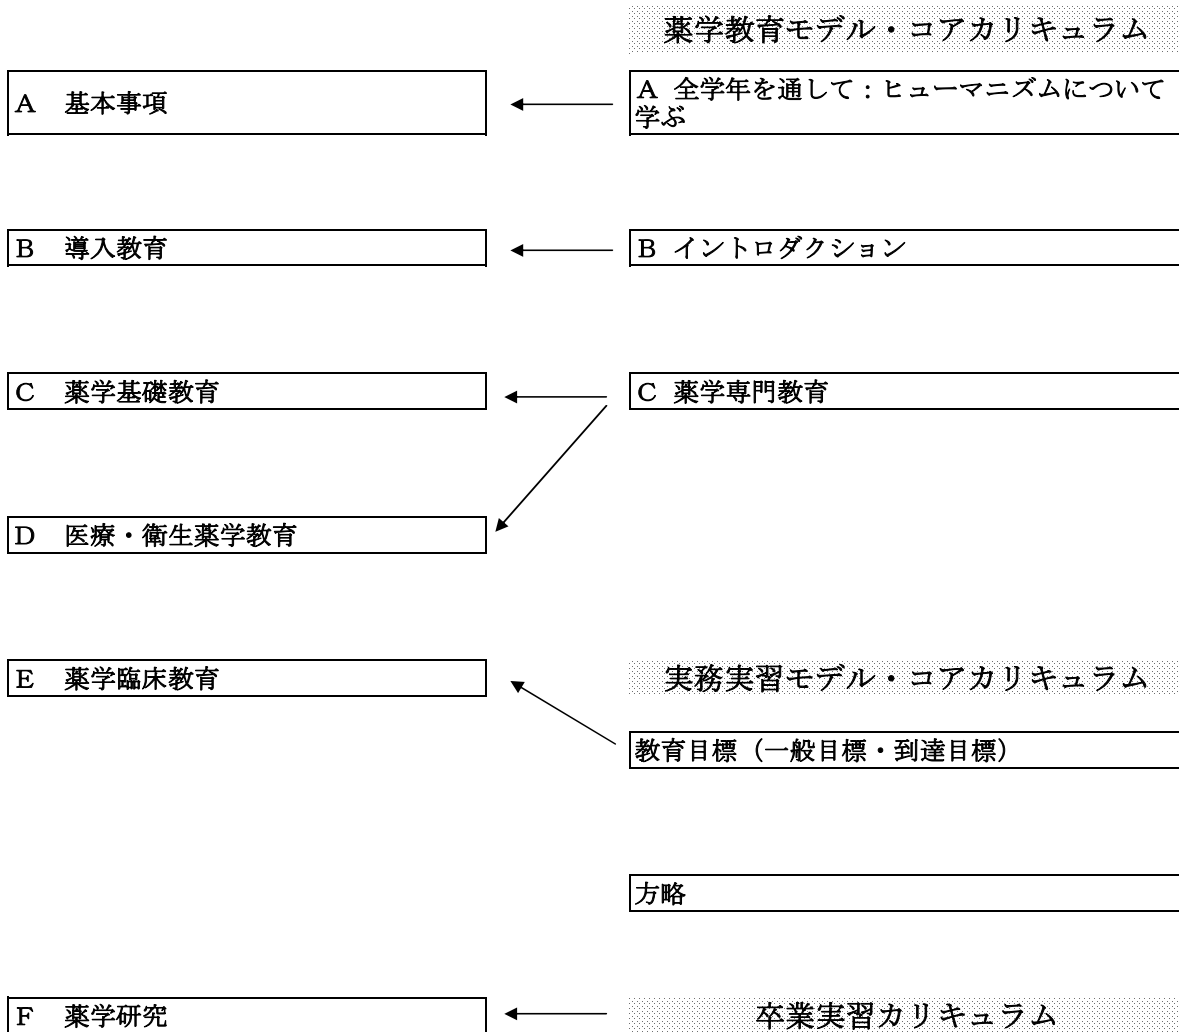 薬学教育モデル・コアカリキュラム
A 基本事項
A 全学年を通して:ヒューマニズムについて
学ぶ
B 導入教育
B イントロダクション
C 薬学基礎教育
C 薬学専門教育
D 医療・衛生薬学教育
E 薬学臨床教育
実務実習モデル・コアカリキュラム
教育目標(一般目標・到達目標)
方略
F 薬学研究
卒業実習カリキュラム